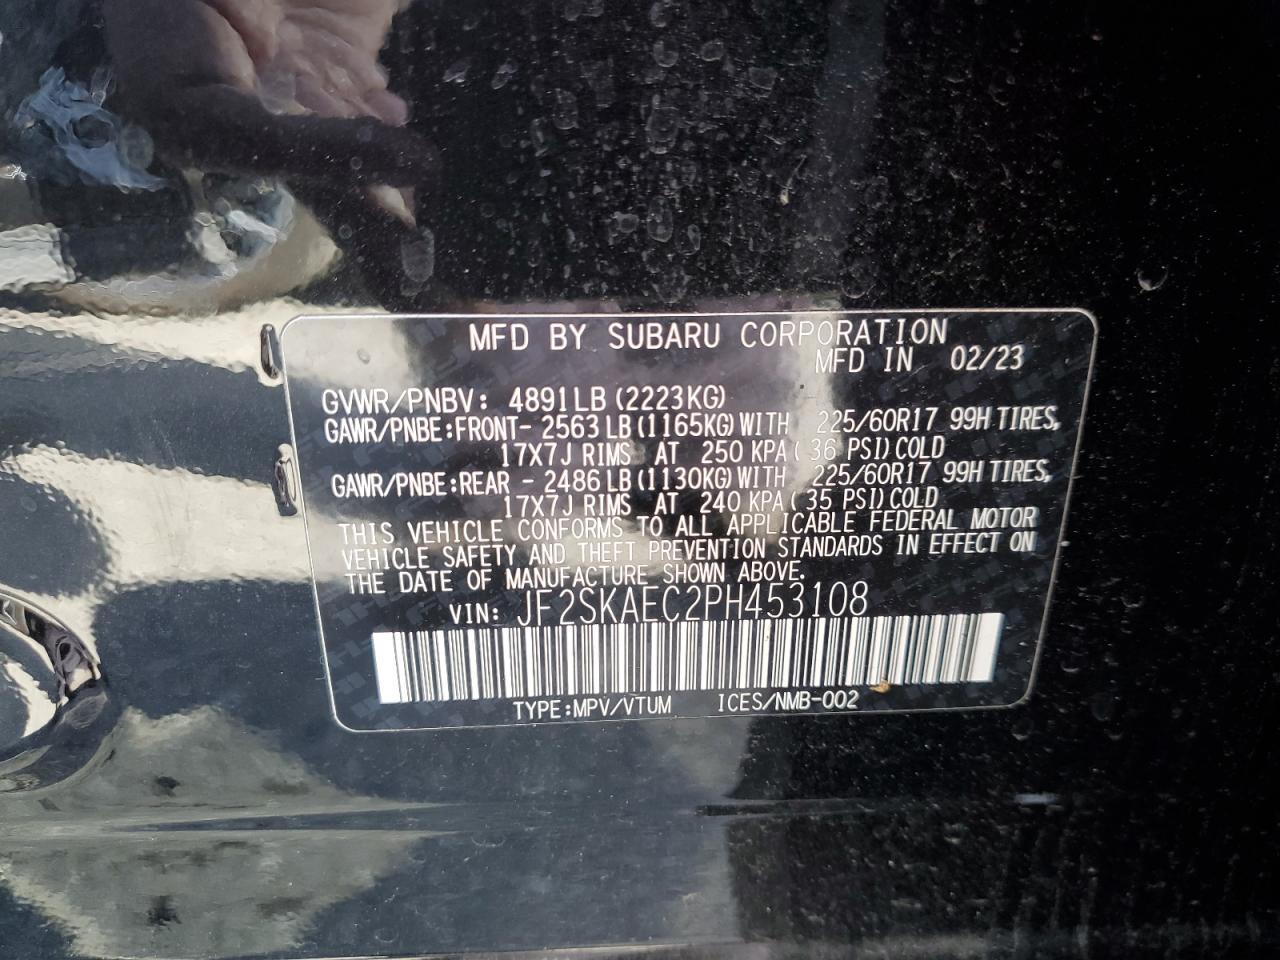 MFD BY SUBARU CORPORATION
MFD IN 02/23
GVWR/PNBV: 4891LB (2223KG)
GAWR/PNBE:FRONT- 2563 LB (1165KG) WITH 225/60R17 99H TIRES,
17X7J RIMS AT 250 KPA( 36 PSI) COLD
GAWR/PNBE:REAR - 2486 LB (1130KG) WITH 225/60R17 99H TIRES,
17X7J RIMS AT 240 KPA( 35 PSI) COLD
THIS VEHICLE CONFORMS TO ALL APPLICABLE FEDERAL MOTOR
VEHICLE SAFETY AND THEFT PREVENTION STANDARDS IN EFFECT ON
THE DATE OF MANUFACTURE SHOWN ABOVE.
VIN: JF2SKAEC2PH453108
TYPE:MPV/VTUM ICES/NMB-002